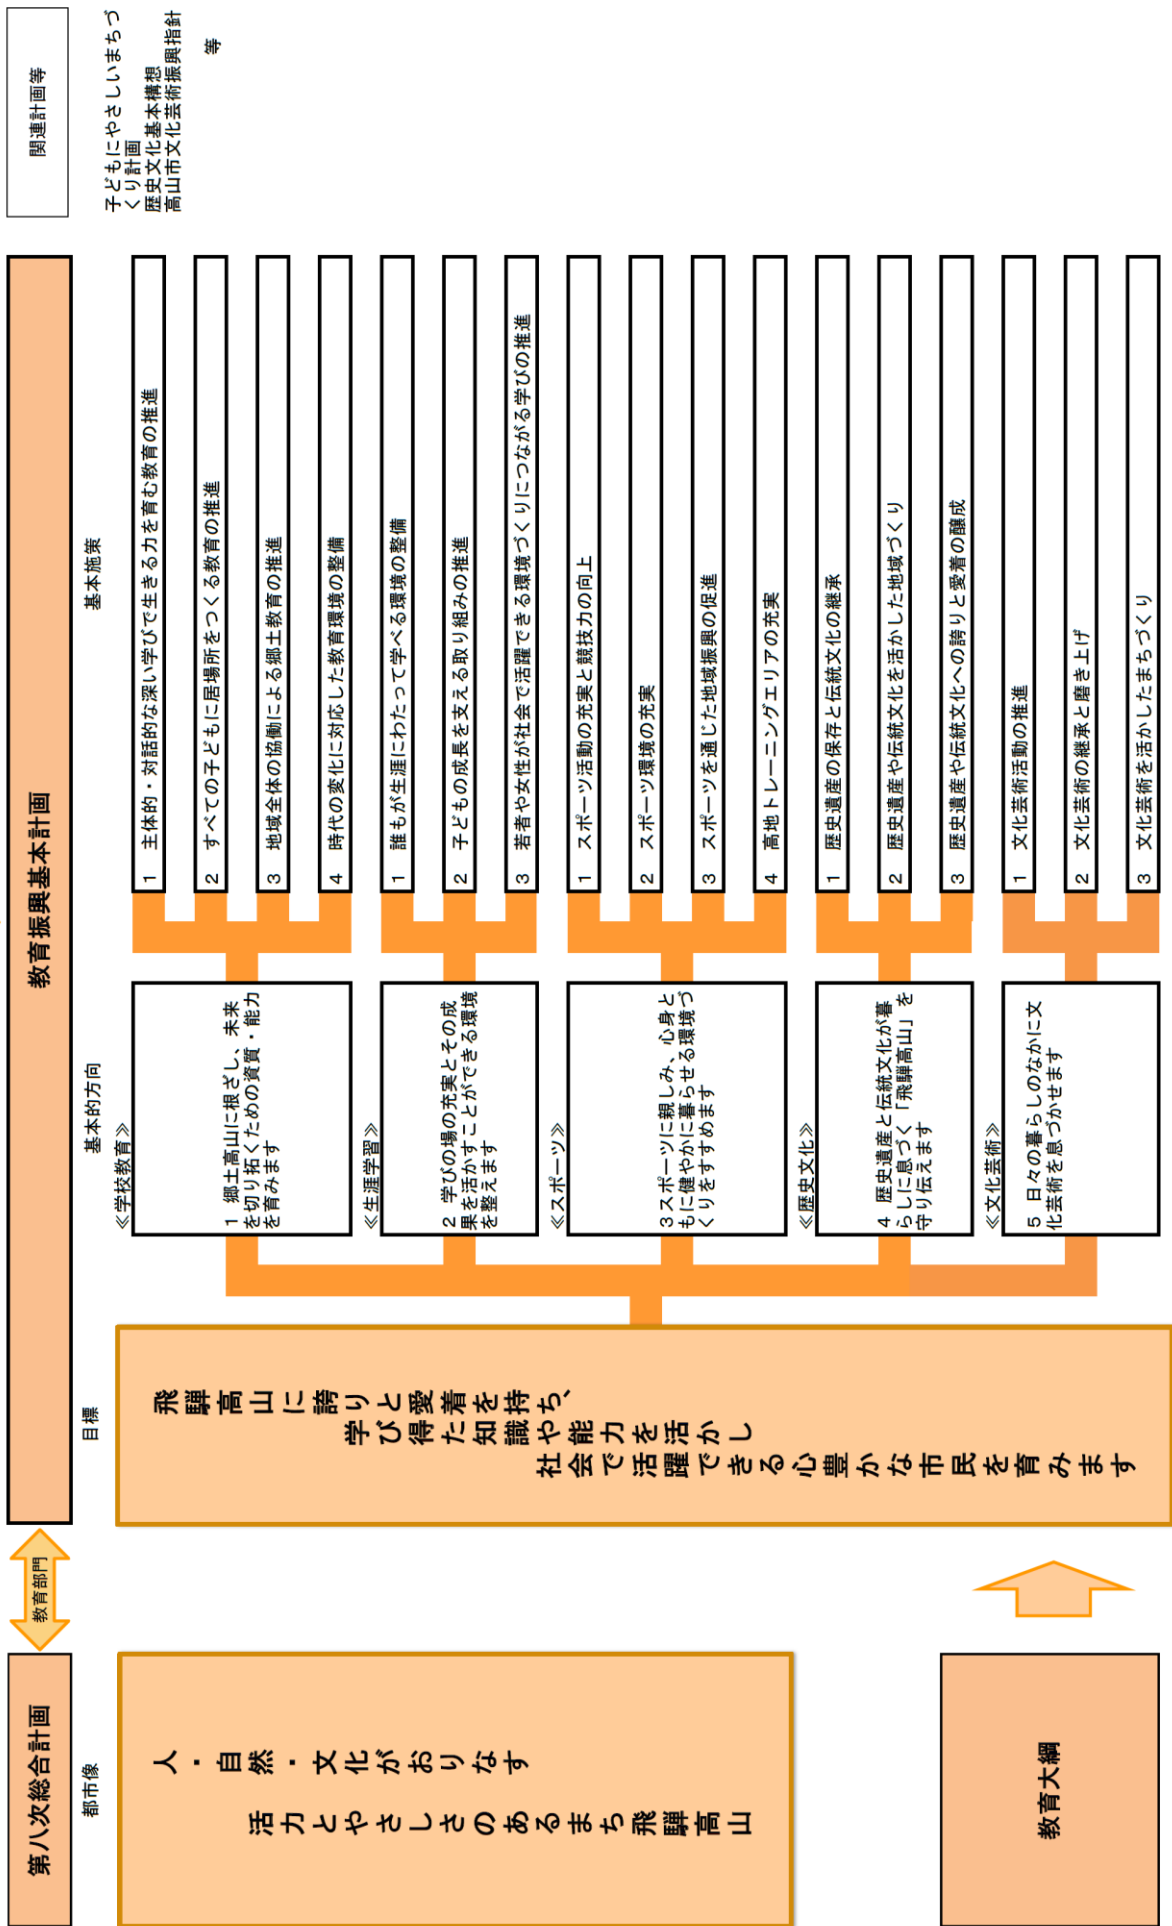 第八次総合計画
教育部門
教育振興基本計画
関連計画等
都市像
目標
基本的方向
基本施策
人・自然・文化がおりなす
活力とやさしさのあるまち飛騨高山
教育大綱
飛騨高山に誇りと愛着を持ち、
学び得た知識や能力を活かし
社会で活躍できる心豊かな市民を育みます
≪学校教育≫
1 郷土高山に根ざし、未来
を切り拓くための資質・能力
を育みます
1 主体的・対話的な深い学びで生きる力を育む教育の推進
2 すべての子どもに居場所をつくる教育の推進
3 地域全体の協働による郷土教育の推進
4 時代の変化に対応した教育環境の整備
≪生涯学習≫
2 学びの場の充実とその成
果を活かすことができる環境
を整えます
1 誰もが生涯にわたって学べる環境の整備
2 子どもの成長を支える取り組みの推進
3 若者や女性が社会で活躍できる環境づくりにつながる学びの推進
≪スポーツ≫
3スポーツに親しみ、心身と
もに健やかに暮らせる環境づ
くりをすすめます
1 スポーツ活動の充実と競技力の向上
2 スポーツ環境の充実
3 スポーツを通じた地域振興の促進
4 高地トレーニングエリアの充実
≪歴史文化≫
4 歴史遺産と伝統文化が暮
らしに息づく「飛騨高山」を
守り伝えます
1 歴史遺産の保存と伝統文化の継承
2 歴史遺産や伝統文化を活かした地域づくり
3 歴史遺産や伝統文化への誇りと愛着の醸成
≪文化芸術≫
5 日々の暮らしのなかに文
化芸術を息づかせます
1 文化芸術活動の推進
2 文化芸術の継承と磨き上げ
3 文化芸術を活かしたまちづくり
子どもにやさしいまちづ
くり計画
歴史文化基本構想
高山市文化芸術振興指針
等